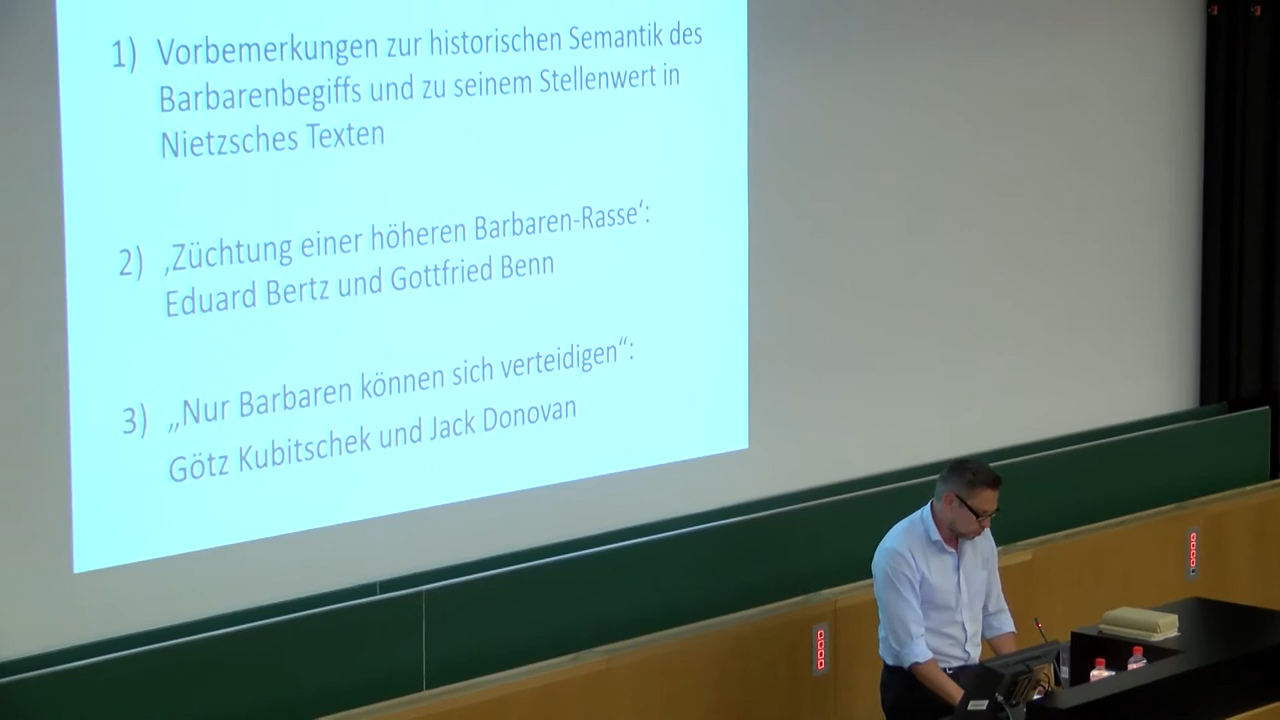 1) Vorbemerkungen zur historischen Semantik des
Barbarenbegiffs und zu seinem Stellenwert in
Nietzsches Texten
2) ‚Züchtung einer höheren Barbaren-Rasse‘:
Eduard Bertz und Gottfried Benn
3) „Nur Barbaren können sich verteidigen“:
Götz Kubitschek und Jack Donovan